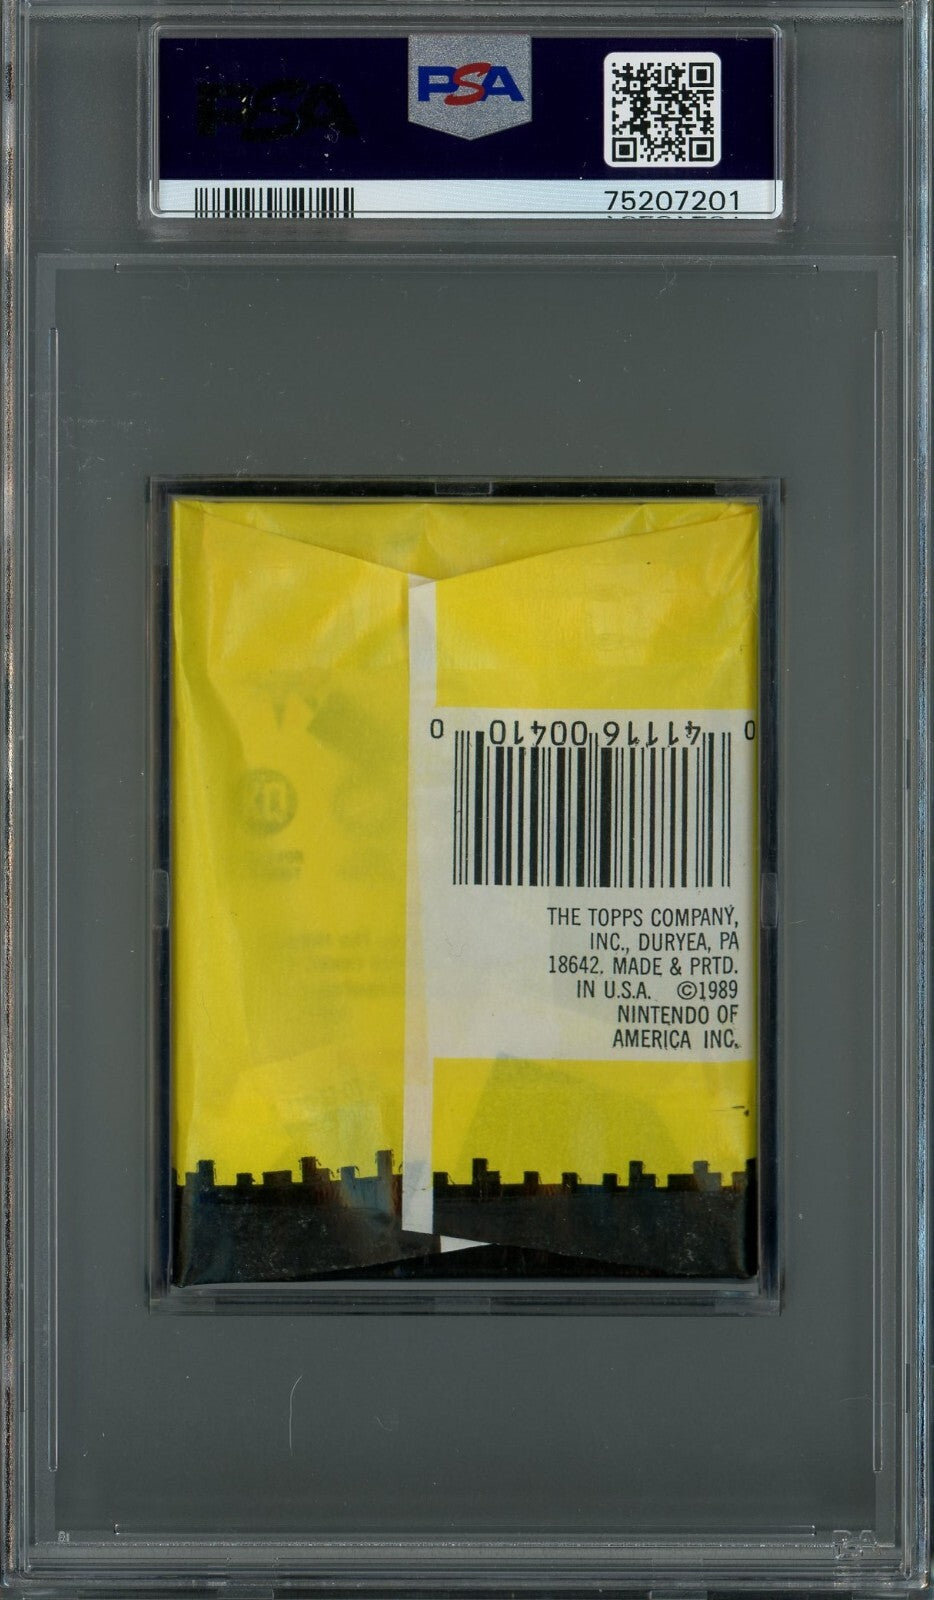 PSA
PSA
75207201
0 41116 00410 0
THE TOPPS COMPANY,
INC., DURYEA, PA
18642. MADE & PRTD.
IN U.S.A. ©1989
NINTENDO OF
AMERICA INC.